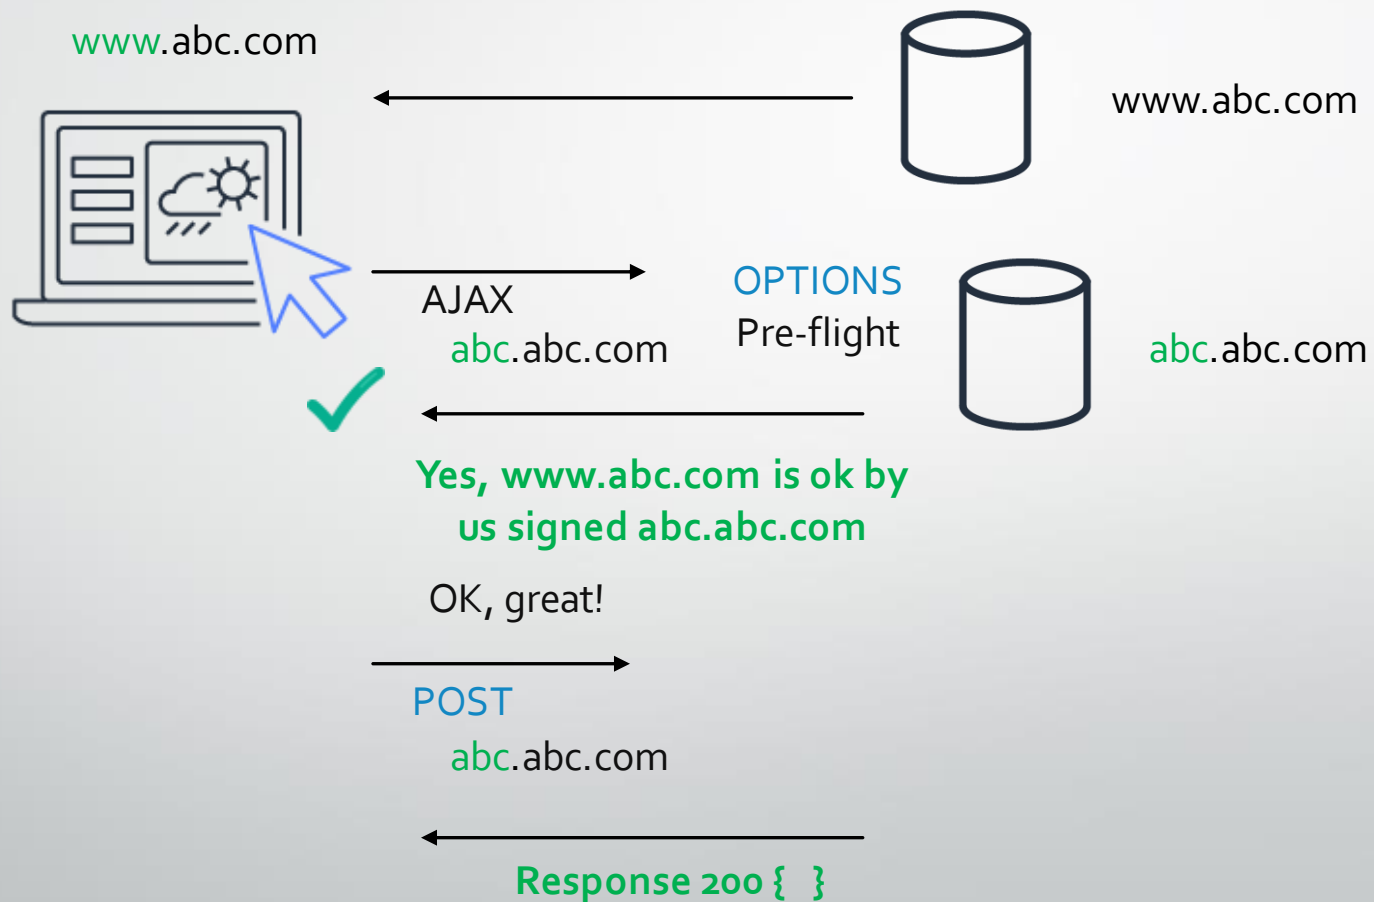 www.abc.com
www.abc.com
AJAX
abc.abc.com
OPTIONS
Pre-flight
abc.abc.com
Yes, www.abc.com is ok by
us signed abc.abc.com
OK, great!
POST
abc.abc.com
Response 200 { }